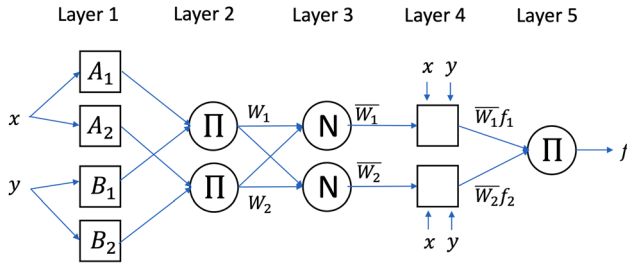 Layer 1 Layer 2 Layer 3 Layer 4 Layer 5
x y
A₁
A₂
x
B₁
B₂
y
Π
Π
W₁
W₂
N
N
W̅₁
W̅₂
x y
W̅₁f₁
W̅₂f₂
Π
f